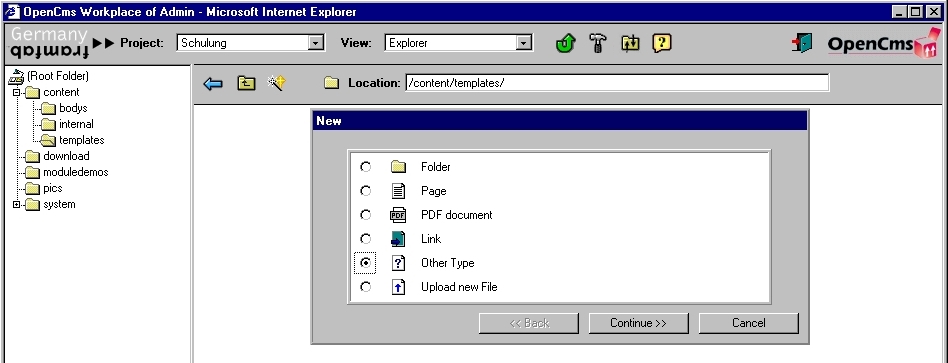 OpenCms Workplace of Admin - Microsoft Internet Explorer
Germany
framfab
Project: Schulung View: Explorer OpenCms
(Root Folder)
content
bodys
internal
templates
download
moduledemos
pics
system
Location: /content/templates/
New
Folder
Page
PDF PDF document
Link
? Other Type
Upload new File
<< Back Continue >> Cancel